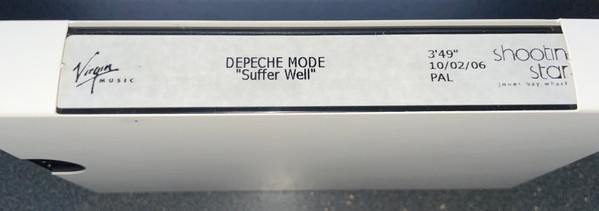 Virgin
MUSIC
DEPECHE MODE
"Suffer Well"
3'49"
10/02/06
PAL
shootin
star